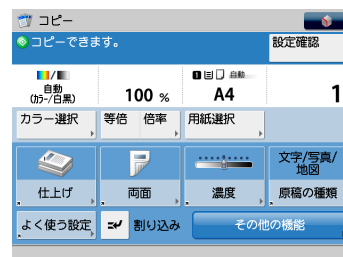 コピー
コピーできます。
設定確認
自動
(ｶﾗｰ/白黒)
100 %
1 自動
A4
1
カラー選択
等倍 倍率
用紙選択
仕上げ
両面
濃度
文字/写真/
地図
原稿の種類
よく使う設定
割り込み
その他の機能